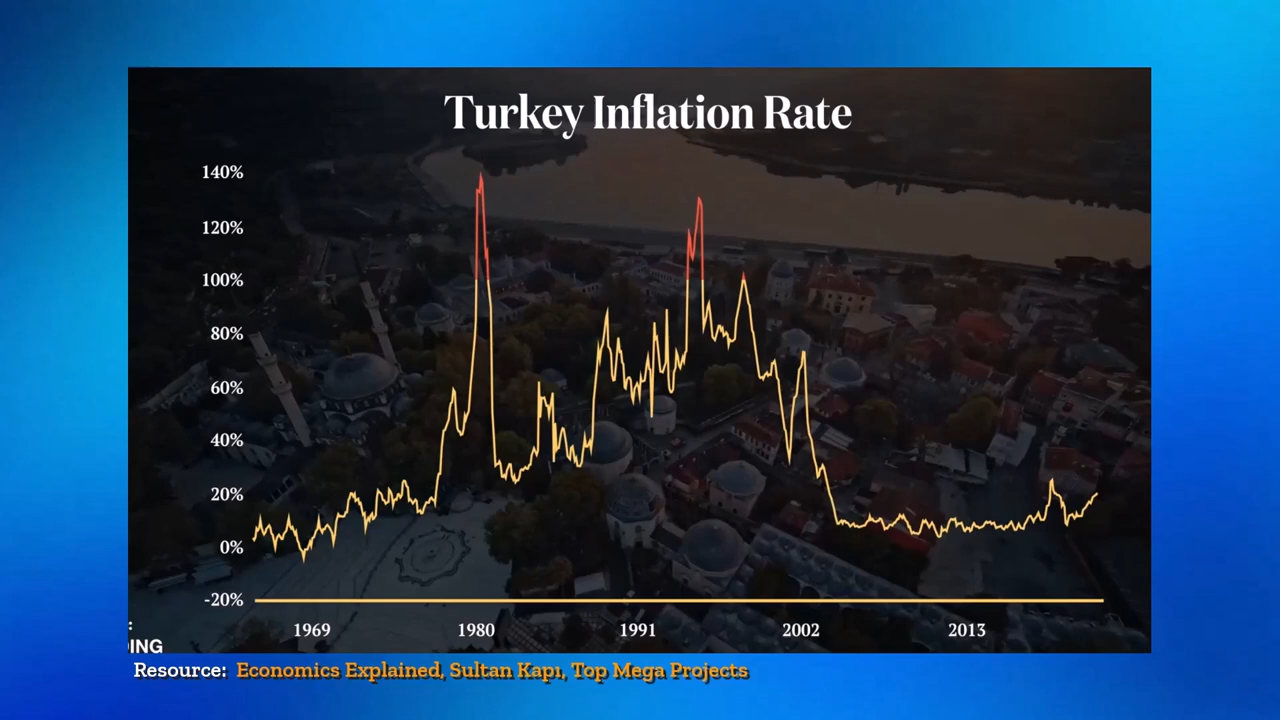 Turkey Inflation Rate
140%
120%
100%
80%
60%
40%
20%
0%
-20%
1969 1980 1991 2002 2013
:
ING
Resource: Economics Explained, Sultan Kapı, Top Mega Projects